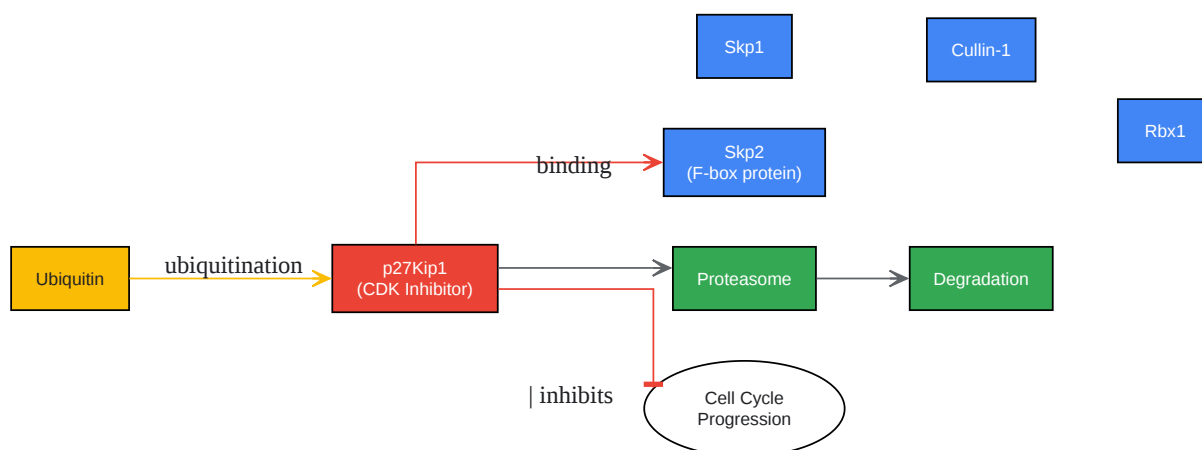 Skp1
Cullin-1
Rbx1
Skp2
(F-box protein)
binding
Ubiquitin
ubiquitination
p27Kip1
(CDK Inhibitor)
Proteasome
Degradation
| inhibits
Cell Cycle
Progression